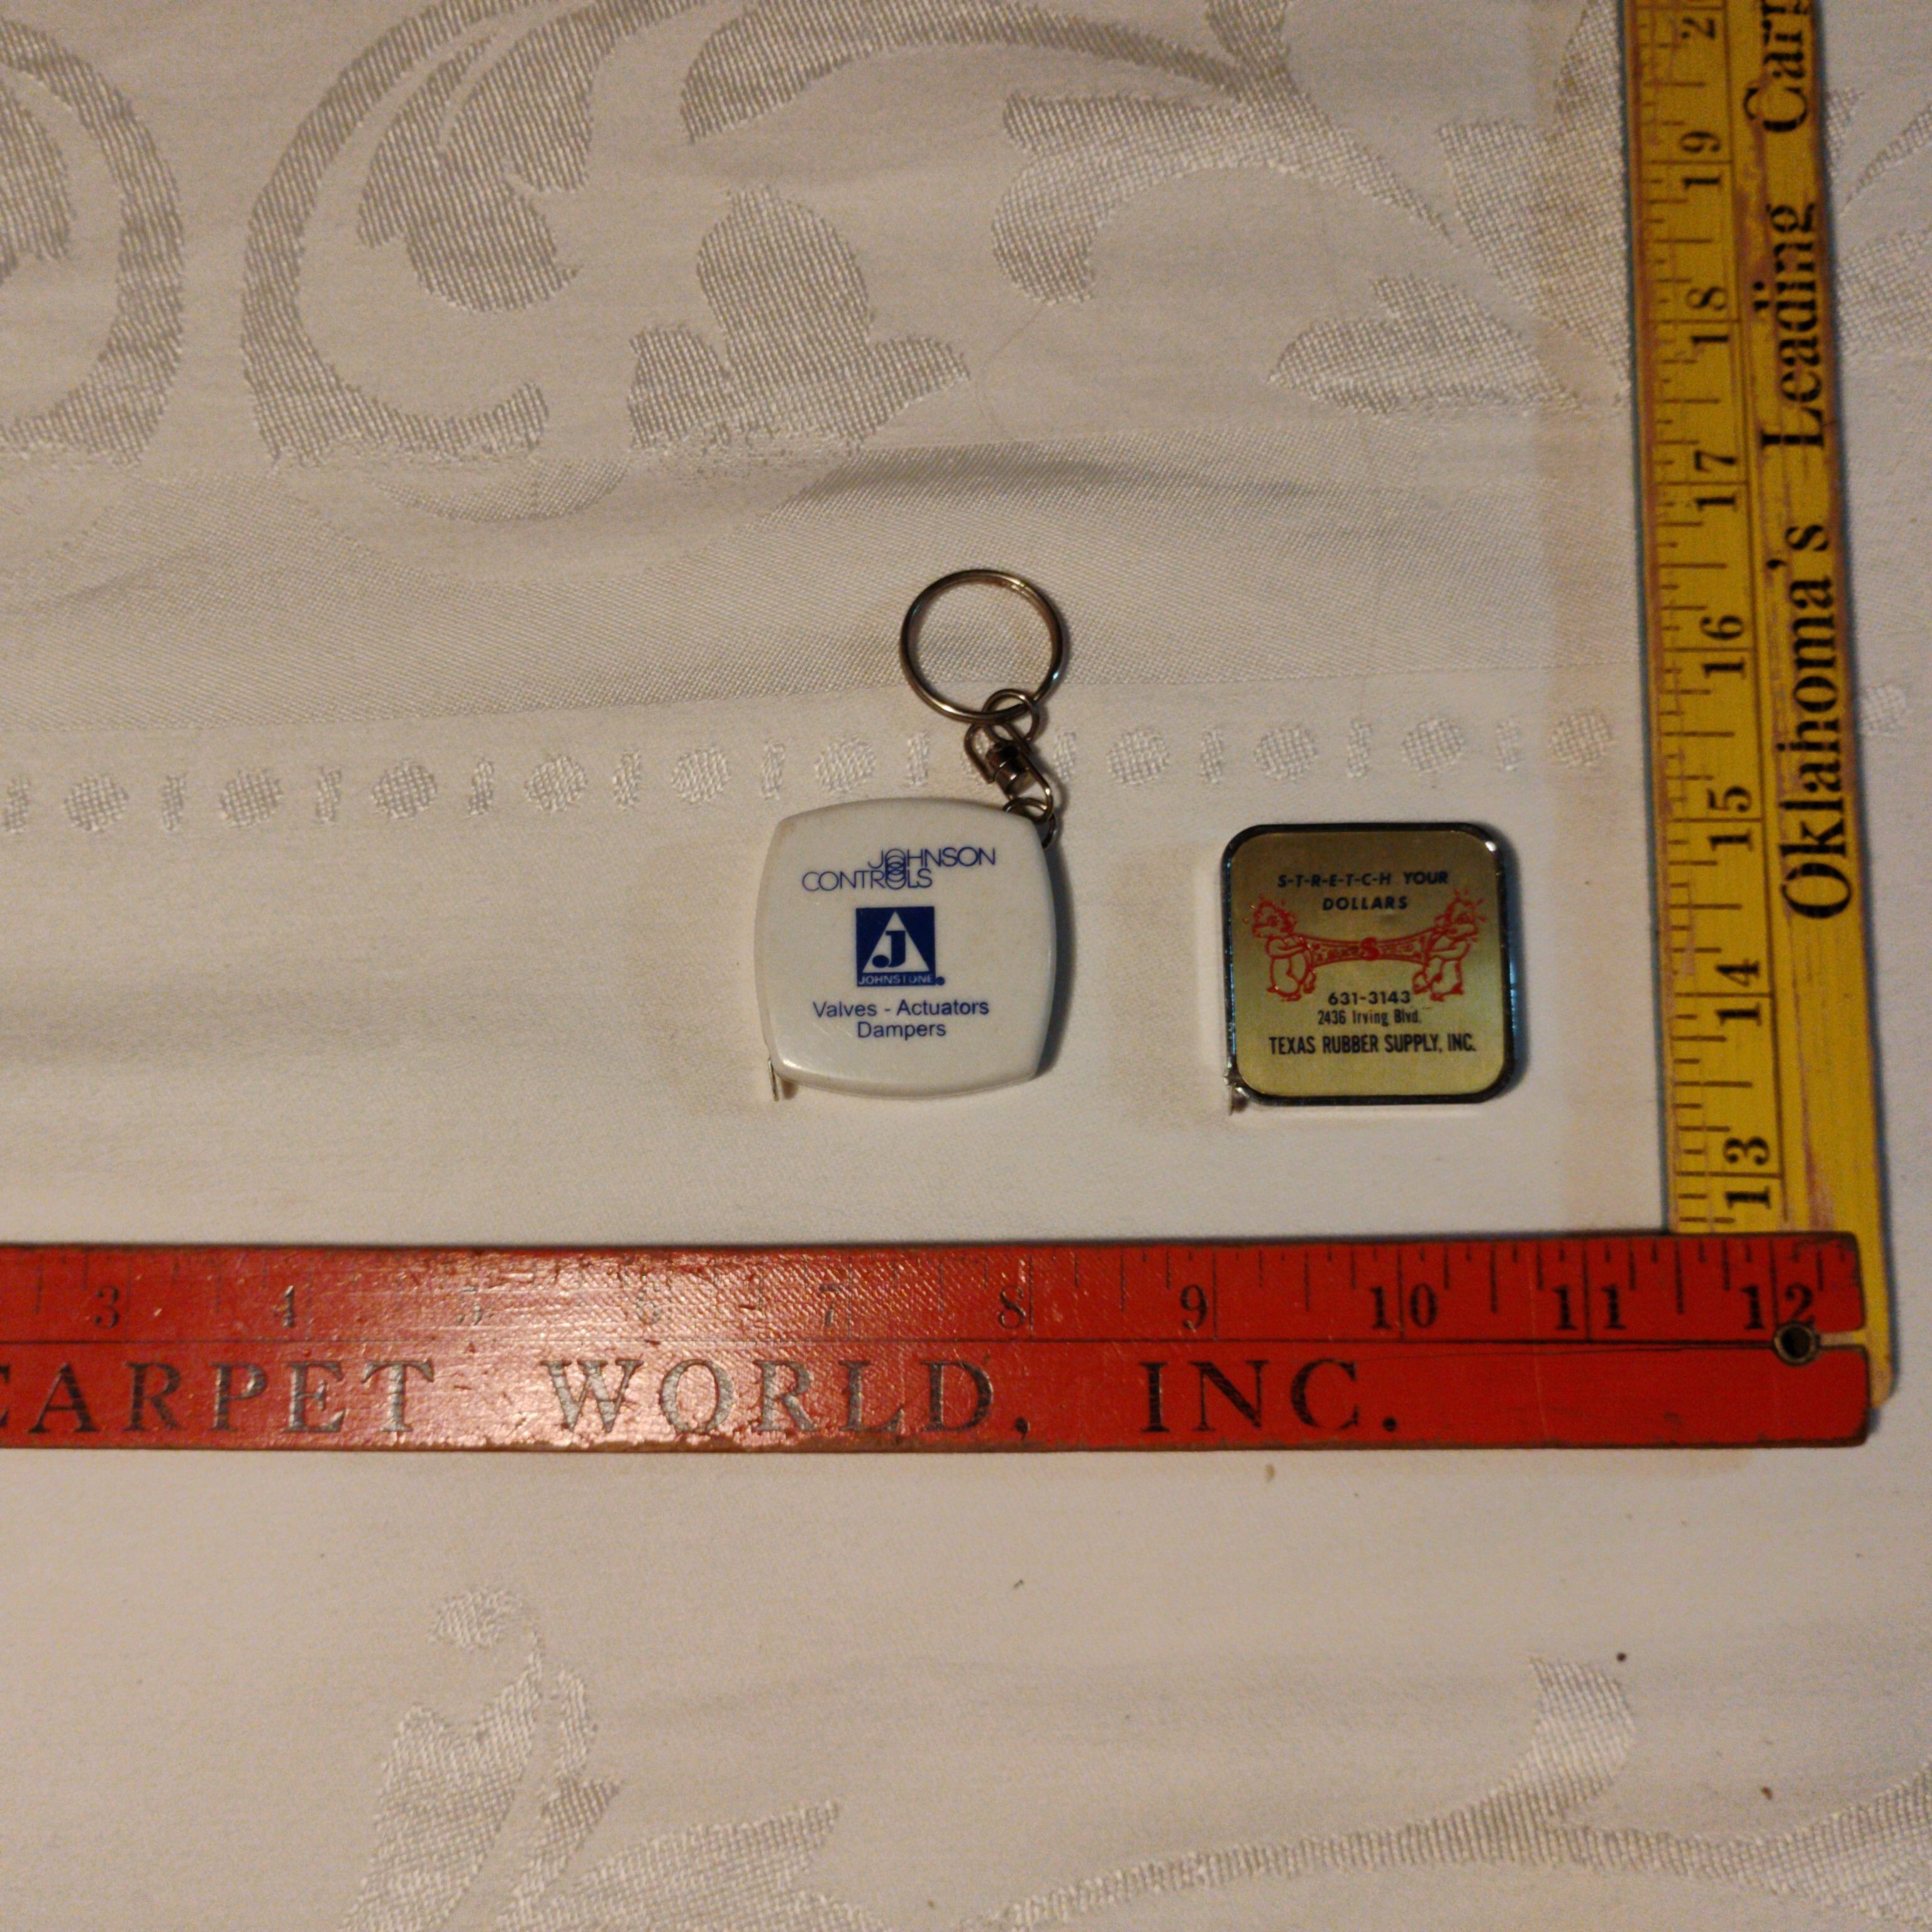 JOHNSON
CONTROLS
J
JOHNSTONE
Valves - Actuators
Dampers
S-T-R-E-T-C-H YOUR
DOLLARS
$
631-3143
2436 Irving Blvd.
TEXAS RUBBER SUPPLY, INC.
19
18
17
16
15
14
13
Oklahoma's Leading
3 4 5 6 7 8 9 10 11 12
CARPET WORLD, INC.